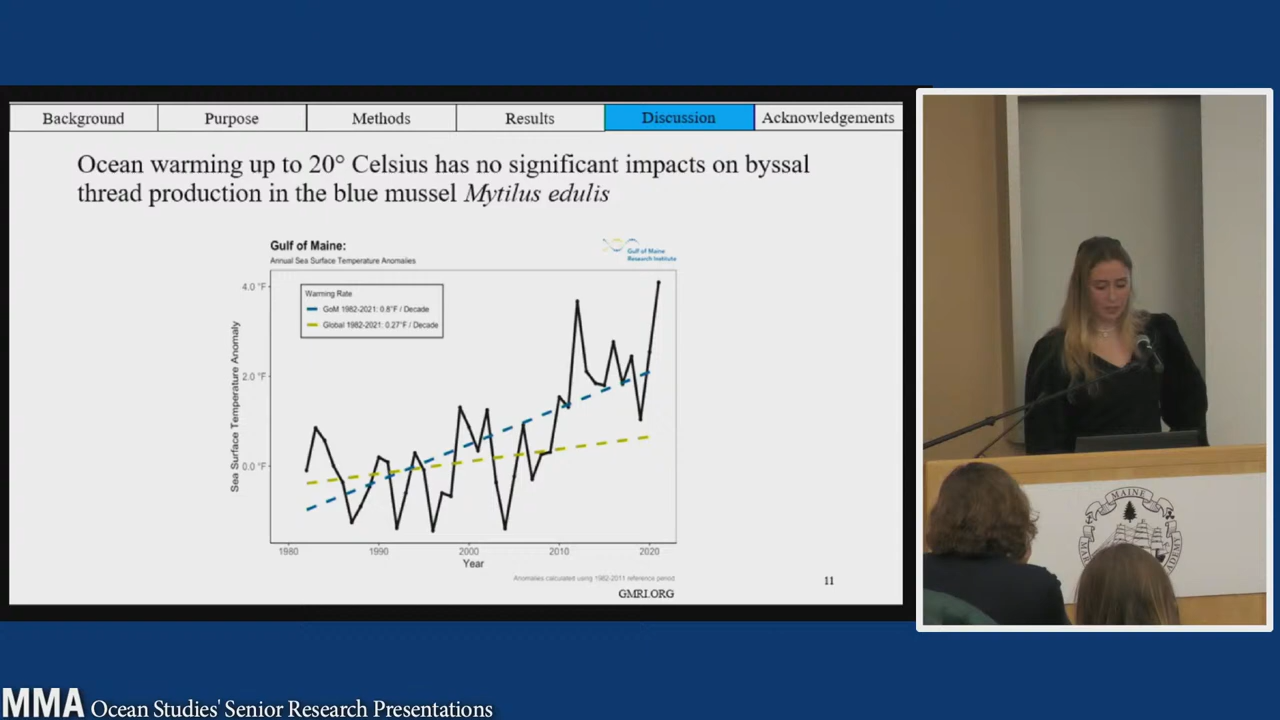 Background
Purpose
Methods
Results
Discussion
Acknowledgements
Ocean warming up to 20° Celsius has no significant impacts on byssal
thread production in the blue mussel Mytilus edulis
Gulf of Maine:
Annual Sea Surface Temperature Anomalies
Gulf of Maine
Research Institute
Warming Rate
GoM 1982-2021: 0.8°F / Decade
Global 1982-2021: 0.27°F / Decade
4.0 °F
2.0 °F
0.0 °F
Sea Surface Temperature Anomaly
1980
1990
2000
2010
2020
Year
Anomalies calculated using 1982-2011 reference period
GMRI.ORG
11
MAINE
MMA Ocean Studies' Senior Research Presentations